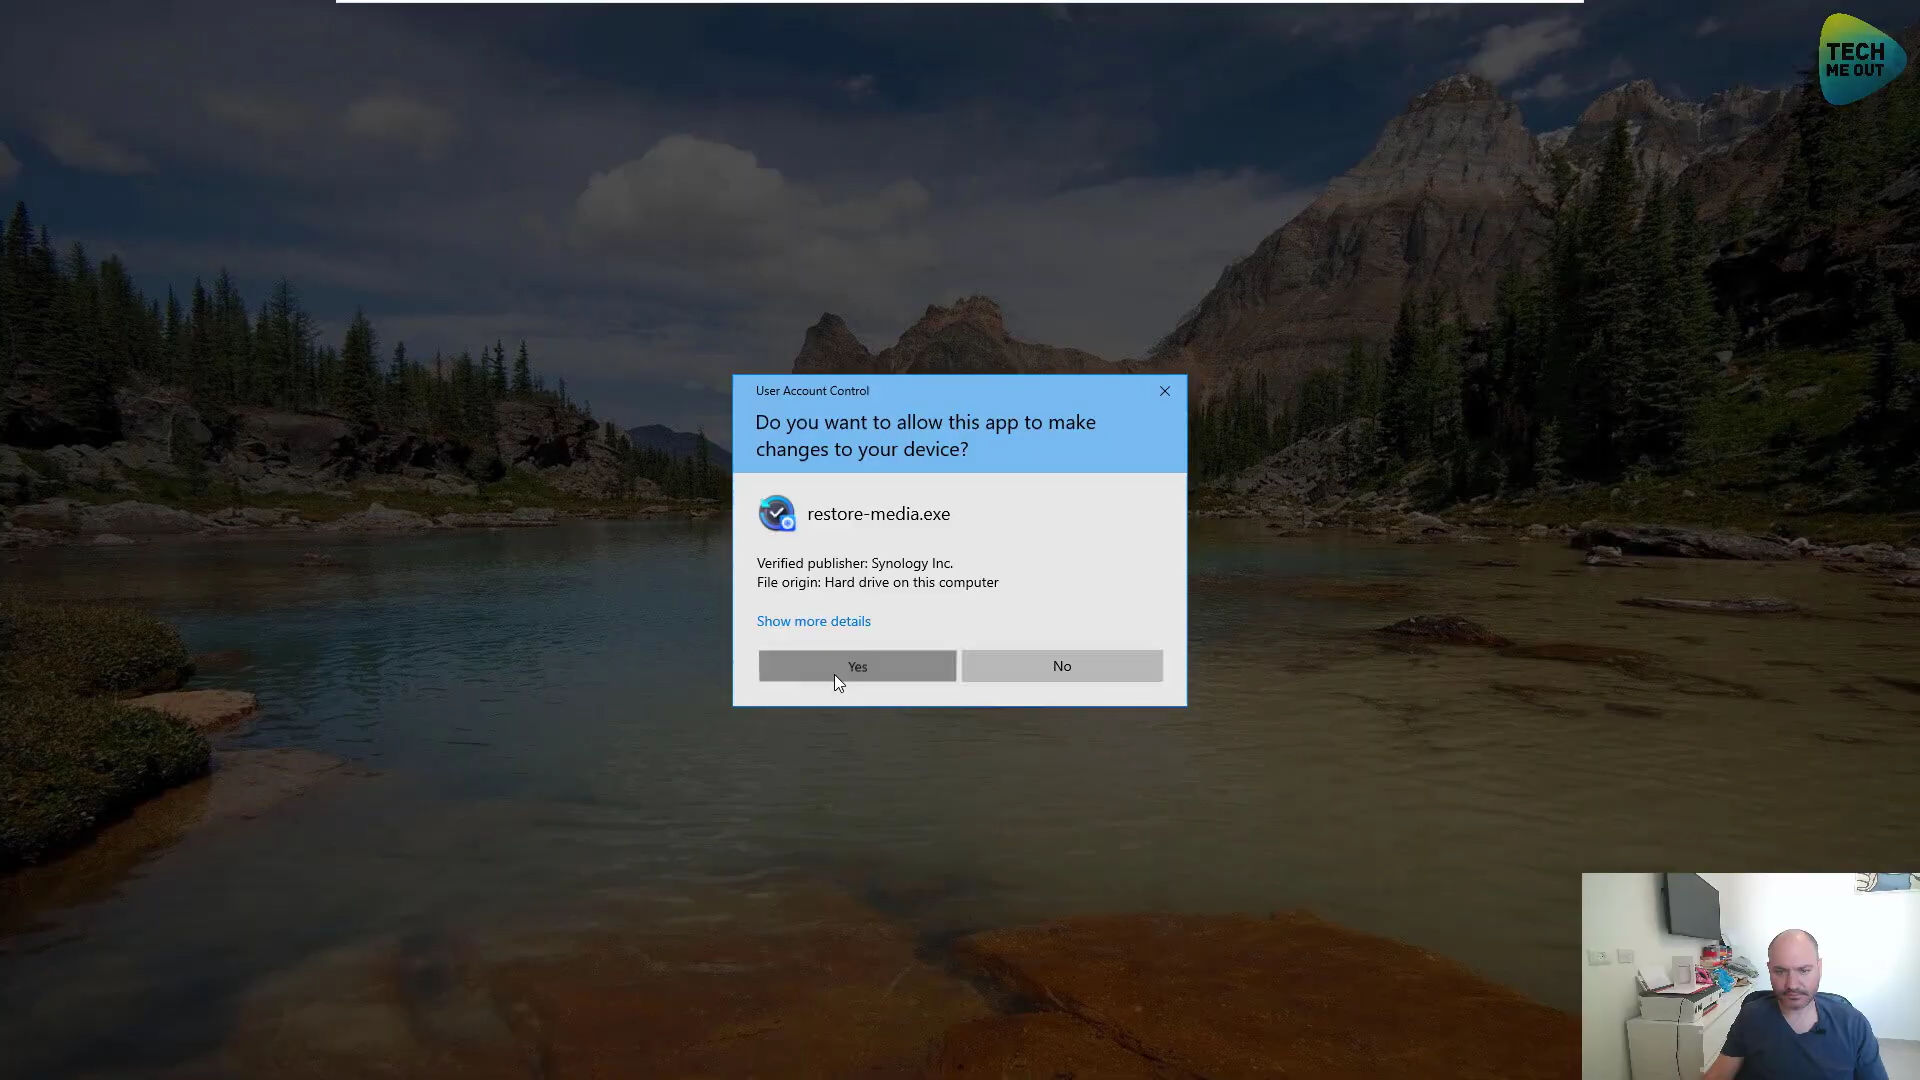 TECH
ME OUT
User Account Control
Do you want to allow this app to make
changes to your device?
restore-media.exe
Verified publisher: Synology Inc.
File origin: Hard drive on this computer
Show more details
Yes
No